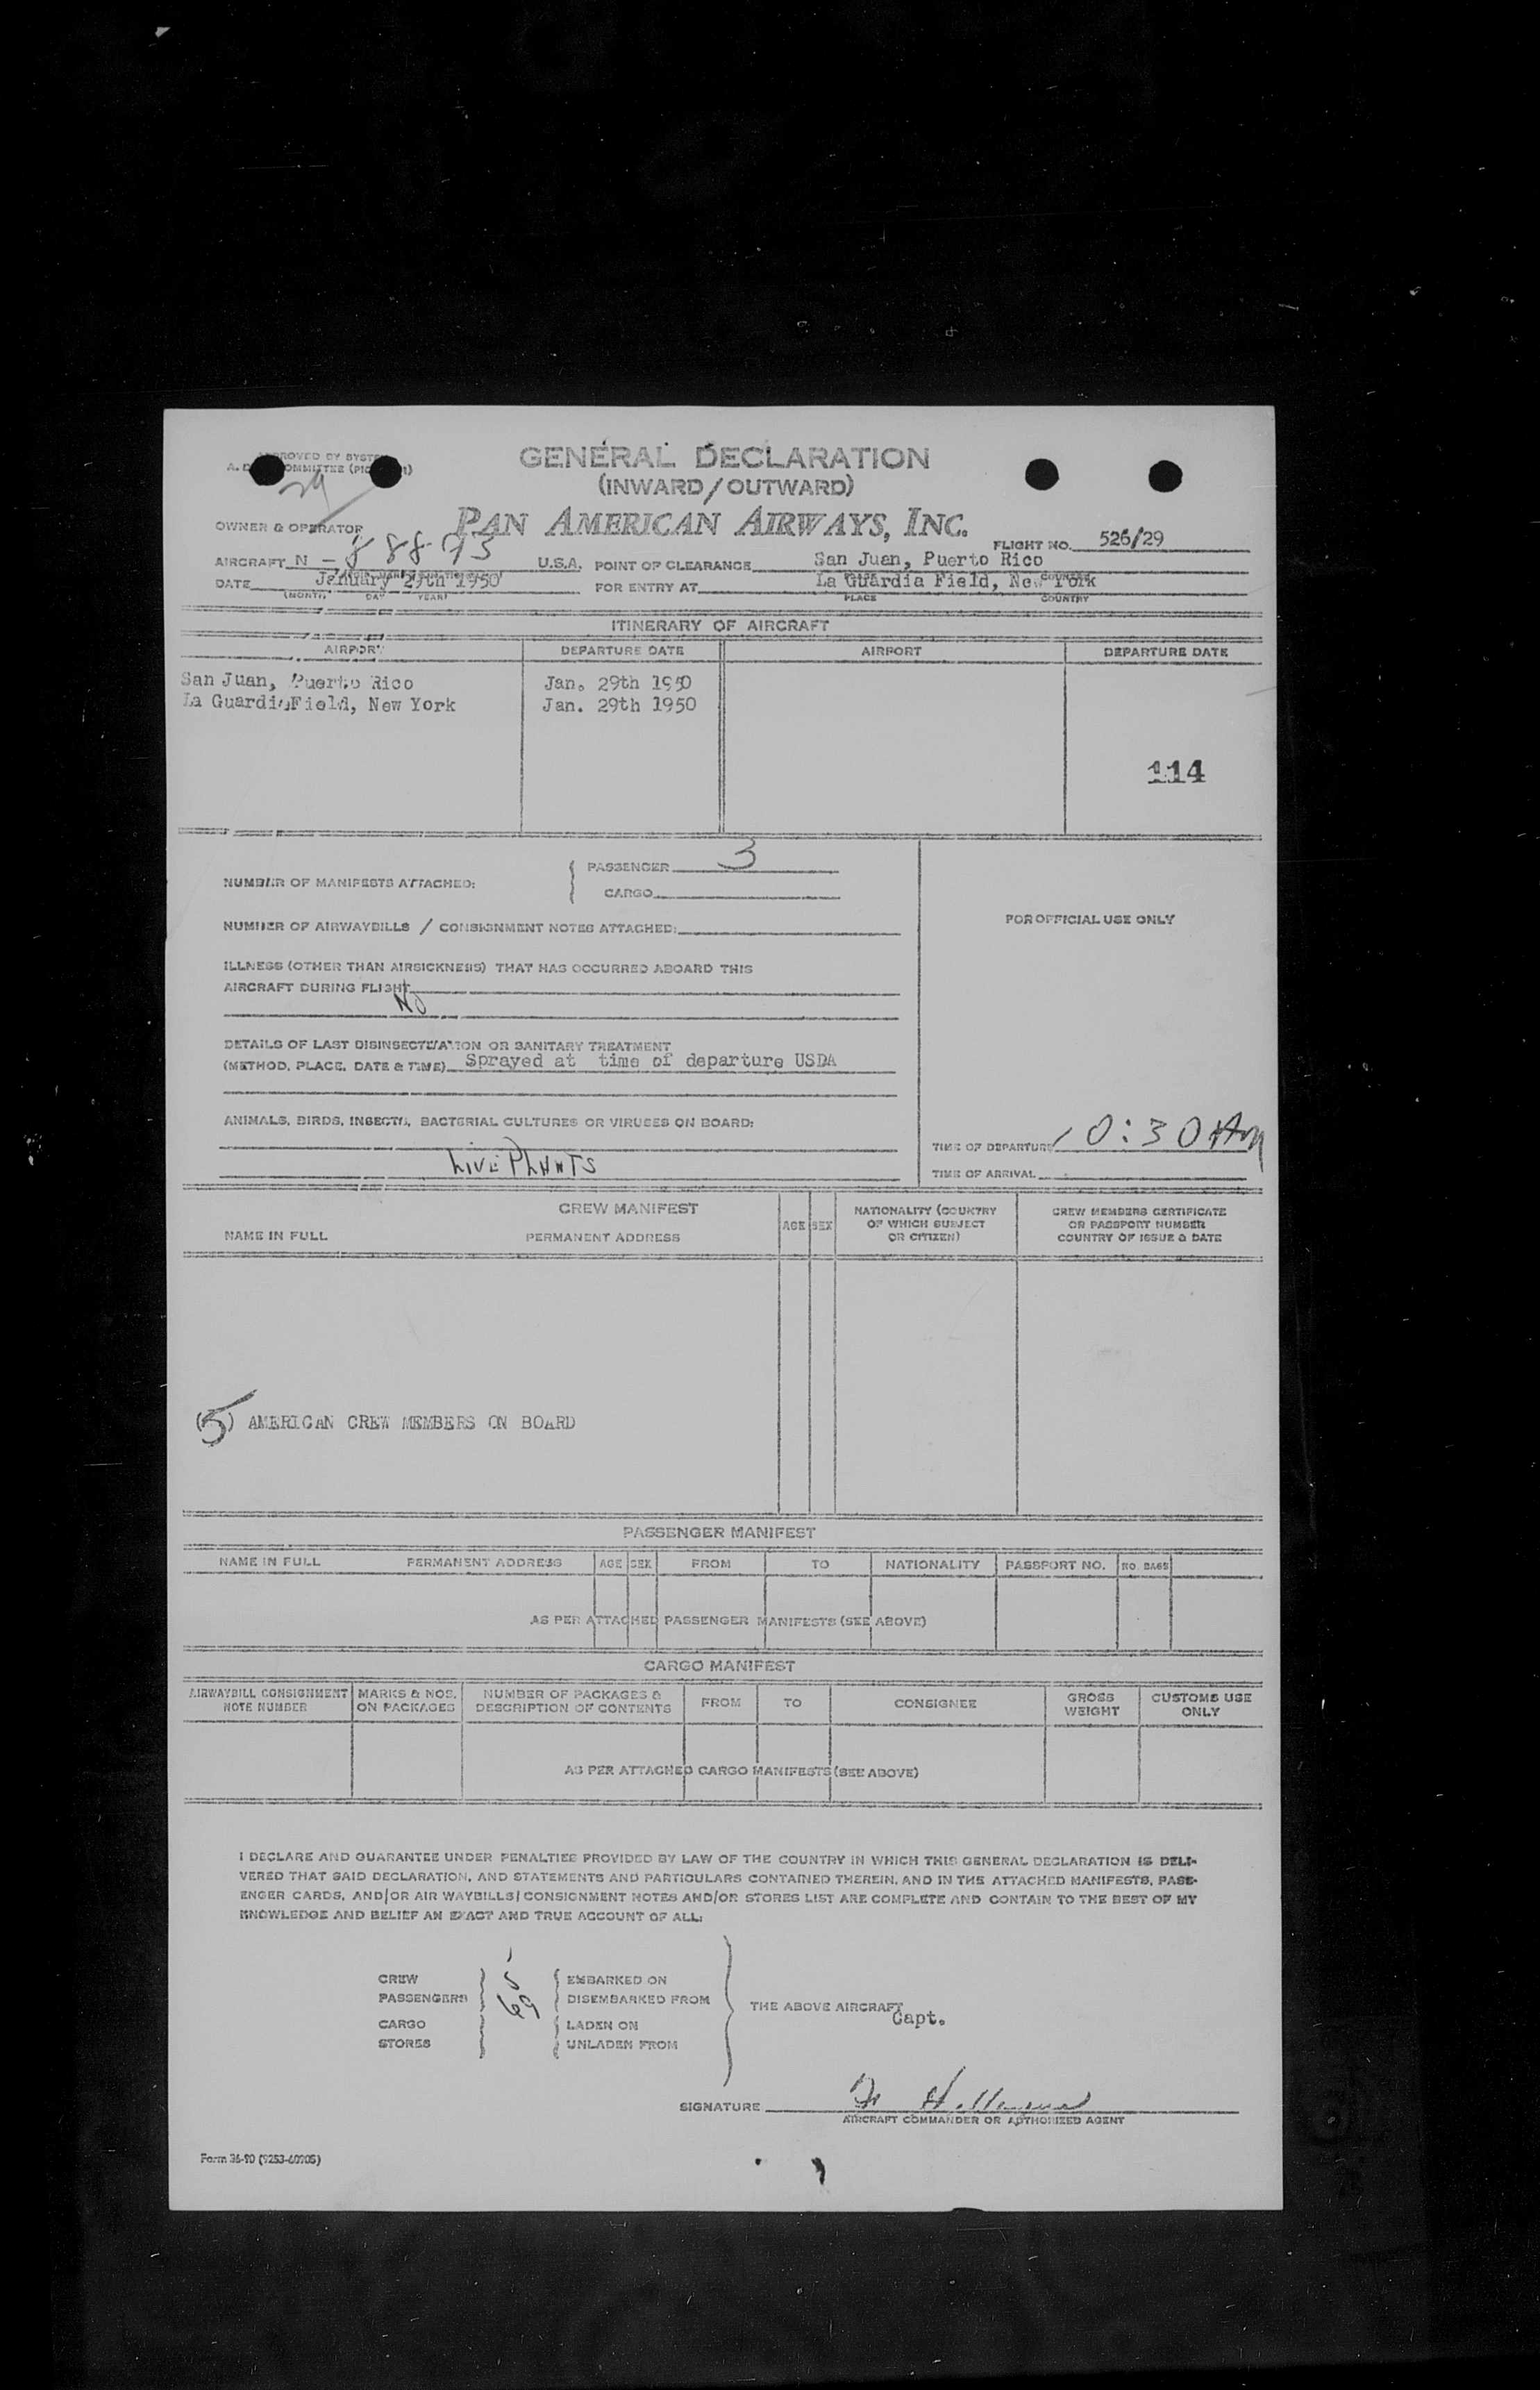 GENERAL DECLARATION
(INWARD/OUTWARD)
OWNER & OPERATOR PAN AMERICAN AIRWAYS, INC.
FLIGHT NO. 526/29
AIRCRAFT N - U.S.A. POINT OF CLEARANCE San Juan, Puerto Rico
DATE January 29th 1950 FOR ENTRY AT La Guardia Field, New York
(MONTH DAY YEAR) PLACE COUNTRY
ITINERARY OF AIRCRAFT
AIRPORT DEPARTURE DATE AIRPORT DEPARTURE DATE
San Juan, Puerto Rico Jan. 29th 1950
La Guardia Field, New York Jan. 29th 1950
114
NUMBER OF MANIFESTS ATTACHED: PASSENGER 3
CARGO
NUMBER OF AIRWAYBILLS / CONSIGNMENT NOTES ATTACHED:
FOR OFFICIAL USE ONLY
ILLNESS (OTHER THAN AIRSICKNESS) THAT HAS OCCURRED ABOARD THIS
AIRCRAFT DURING FLIGHT
No
DETAILS OF LAST DISINSECTIZATION OR SANITARY TREATMENT
(METHOD, PLACE, DATE & TIME) Sprayed at time of departure USDA
ANIMALS, BIRDS, INSECTS, BACTERIAL CULTURES OR VIRUSES ON BOARD:
LIVE PLANTS
TIME OF DEPARTURE 10:30 AM
TIME OF ARRIVAL
CREW MANIFEST
NAME IN FULL PERMANENT ADDRESS AGE SEX NATIONALITY (COUNTRY OF WHICH SUBJECT OR CITIZEN) CREW MEMBERS CERTIFICATE OR PASSPORT NUMBER COUNTRY OF ISSUE & DATE
(5) AMERICAN CREW MEMBERS ON BOARD
PASSENGER MANIFEST
NAME IN FULL PERMANENT ADDRESS AGE SEX FROM TO NATIONALITY PASSPORT NO. NO. BAGS
AS PER ATTACHED PASSENGER MANIFESTS (SEE ABOVE)
CARGO MANIFEST
AIRWAYBILL CONSIGNMENT NOTE NUMBER MARKS & NOS. ON PACKAGES NUMBER OF PACKAGES & DESCRIPTION OF CONTENTS FROM TO CONSIGNEE GROSS WEIGHT CUSTOMS USE ONLY
AS PER ATTACHED CARGO MANIFESTS (SEE ABOVE)
I DECLARE AND GUARANTEE UNDER PENALTIES PROVIDED BY LAW OF THE COUNTRY IN WHICH THIS GENERAL DECLARATION IS DELI-
VERED THAT SAID DECLARATION, AND STATEMENTS AND PARTICULARS CONTAINED THEREIN, AND IN THE ATTACHED MANIFESTS, PASS-
ENGER CARDS, AND/OR AIR WAYBILLS/CONSIGNMENT NOTES AND/OR STORES LIST ARE COMPLETE AND CONTAIN TO THE BEST OF MY
KNOWLEDGE AND BELIEF AN EXACT AND TRUE ACCOUNT OF ALL:
CREW 5 EMBARKED ON
PASSENGERS 69 DISEMBARKED FROM
THE ABOVE AIRCRAFT
Capt.
CARGO LADEN ON
STORES UNLADEN FROM
SIGNATURE
AIRCRAFT COMMANDER OR AUTHORIZED AGENT
Form 36-90 (9253-40905)